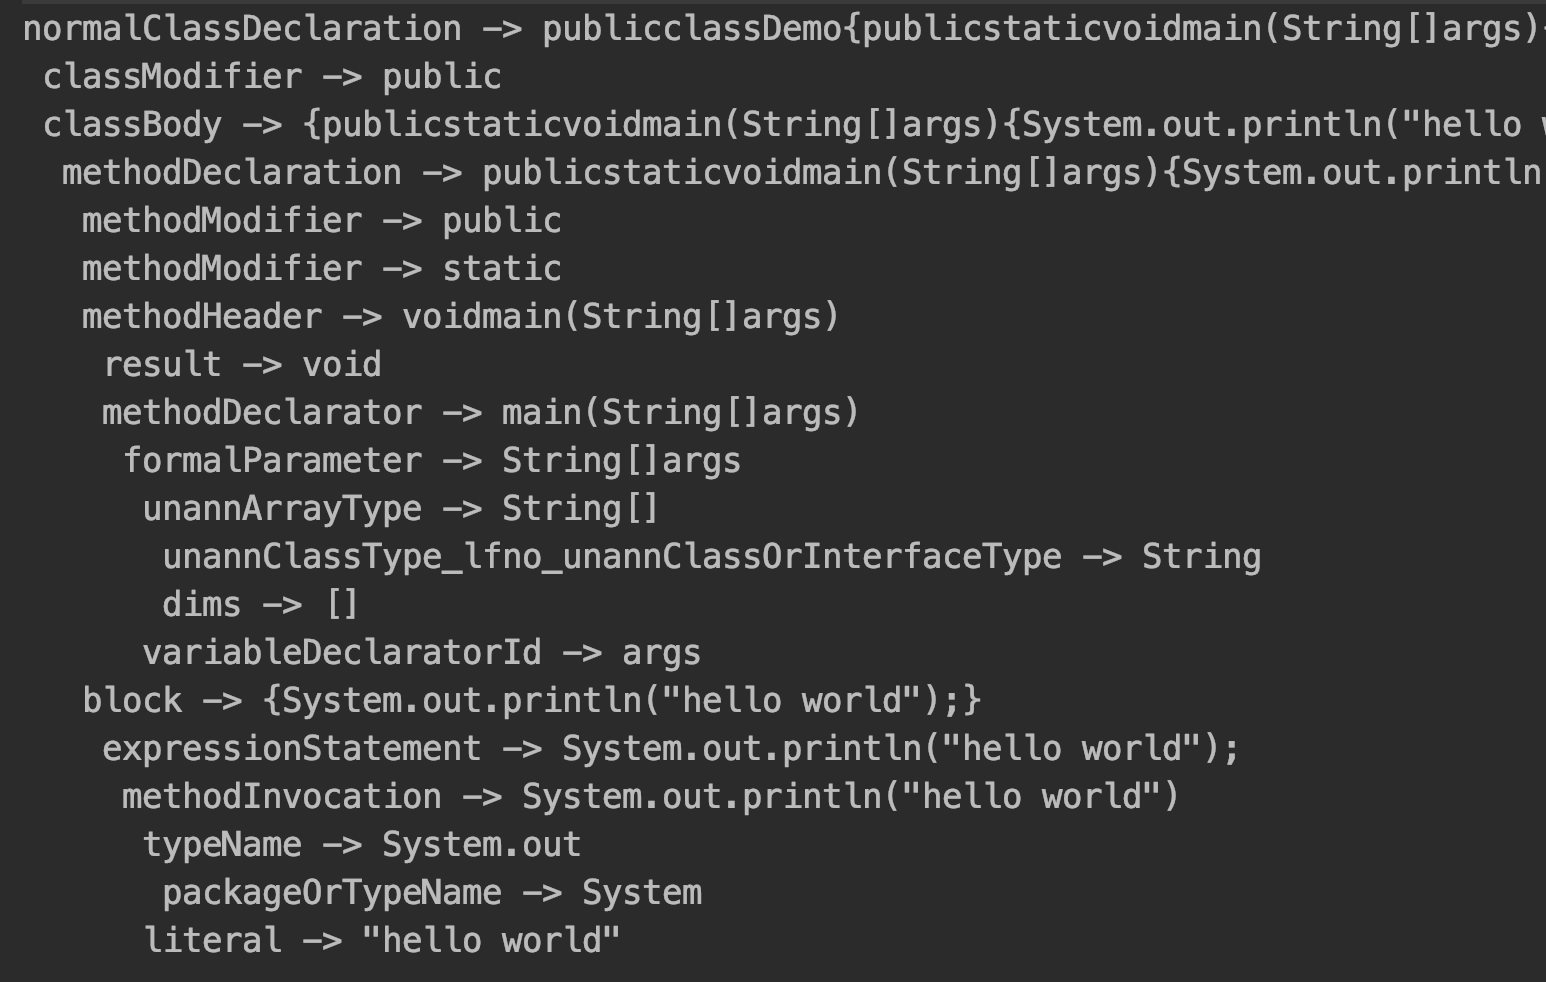 normalClassDeclaration -> publicclassDemo{publicstaticvoidmain(String[]args)
classModifier -> public
classBody -> {publicstaticvoidmain(String[]args){System.out.println("hello
methodDeclaration -> publicstaticvoidmain(String[]args){System.out.println
methodModifier -> public
methodModifier -> static
methodHeader -> voidmain(String[]args)
result -> void
methodDeclarator -> main(String[]args)
formalParameter -> String[]args
unannArrayType -> String[]
unannClassType_lfno_unannClassOrInterfaceType -> String
dims -> []
variableDeclaratorId -> args
block -> {System.out.println("hello world");}
expressionStatement -> System.out.println("hello world");
methodInvocation -> System.out.println("hello world")
typeName -> System.out
packageOrTypeName -> System
literal -> "hello world"